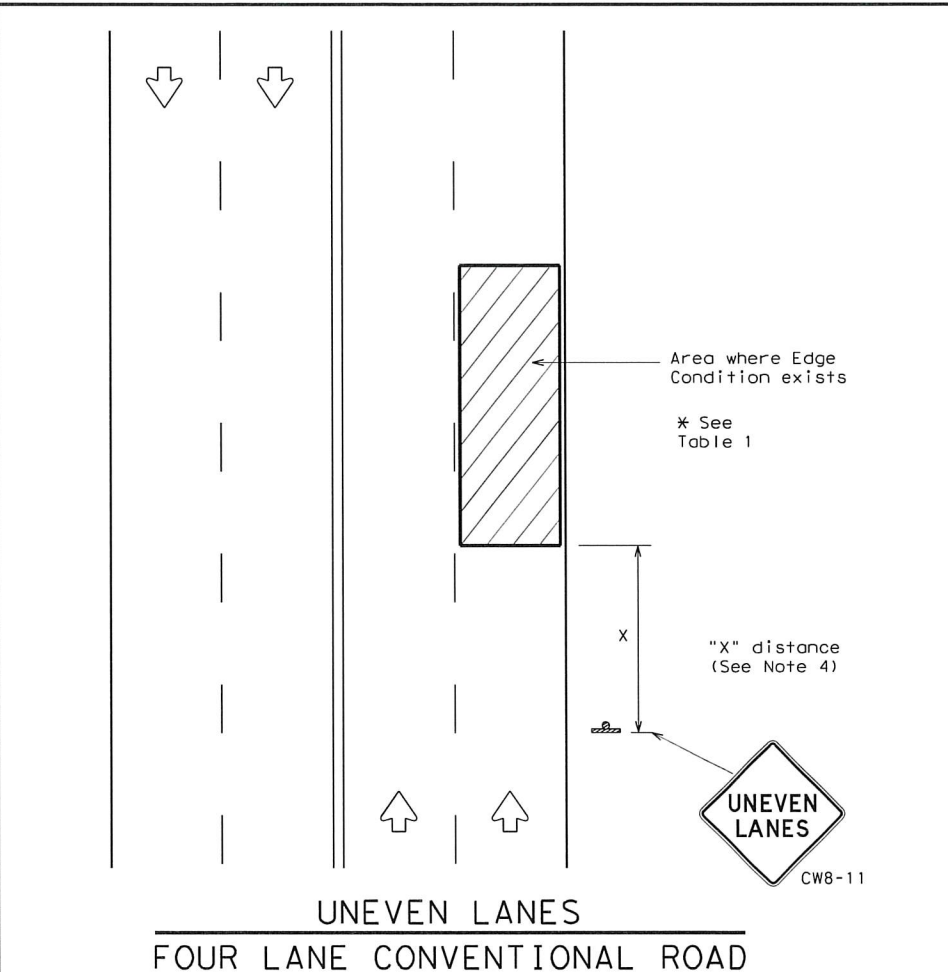 Area where Edge
Condition exists
* See
Table 1
X
"X" distance
(See Note 4)
UNEVEN
LANES
CW8-11
UNEVEN LANES
FOUR LANE CONVENTIONAL ROAD